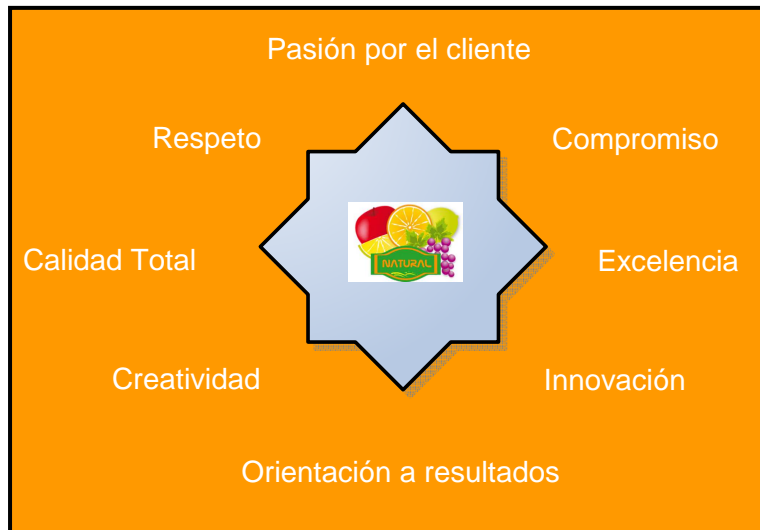 Pasión por el cliente
Respeto
Compromiso
NATURAL
Calidad Total
Excelencia
Creatividad
Innovación
Orientación a resultados